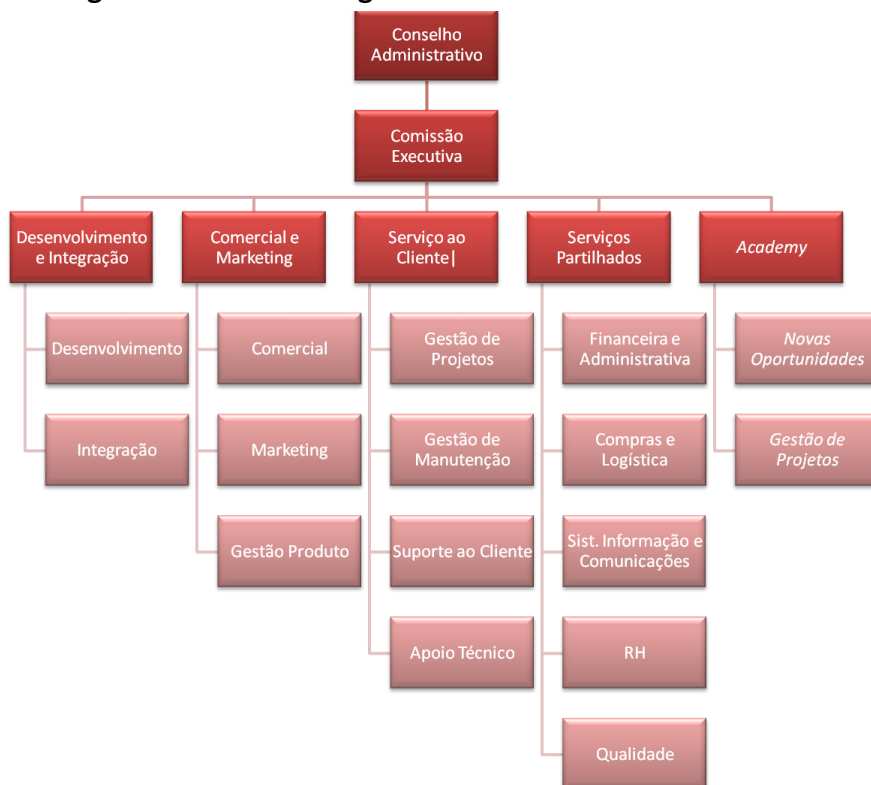 Conselho
Administrativo
Comissão
Executiva
Desenvolvimento
e Integração
Comercial e
Marketing
Serviço ao
Cliente|
Serviços
Partilhados
Academy
Desenvolvimento
Integração
Comercial
Marketing
Gestão Produto
Gestão de
Projetos
Gestão de
Manutenção
Suporte ao Cliente
Apoio Técnico
Financeira e
Administrativa
Compras e
Logística
Sist. Informação e
Comunicações
RH
Qualidade
Novas
Oportunidades
Gestão de
Projetos